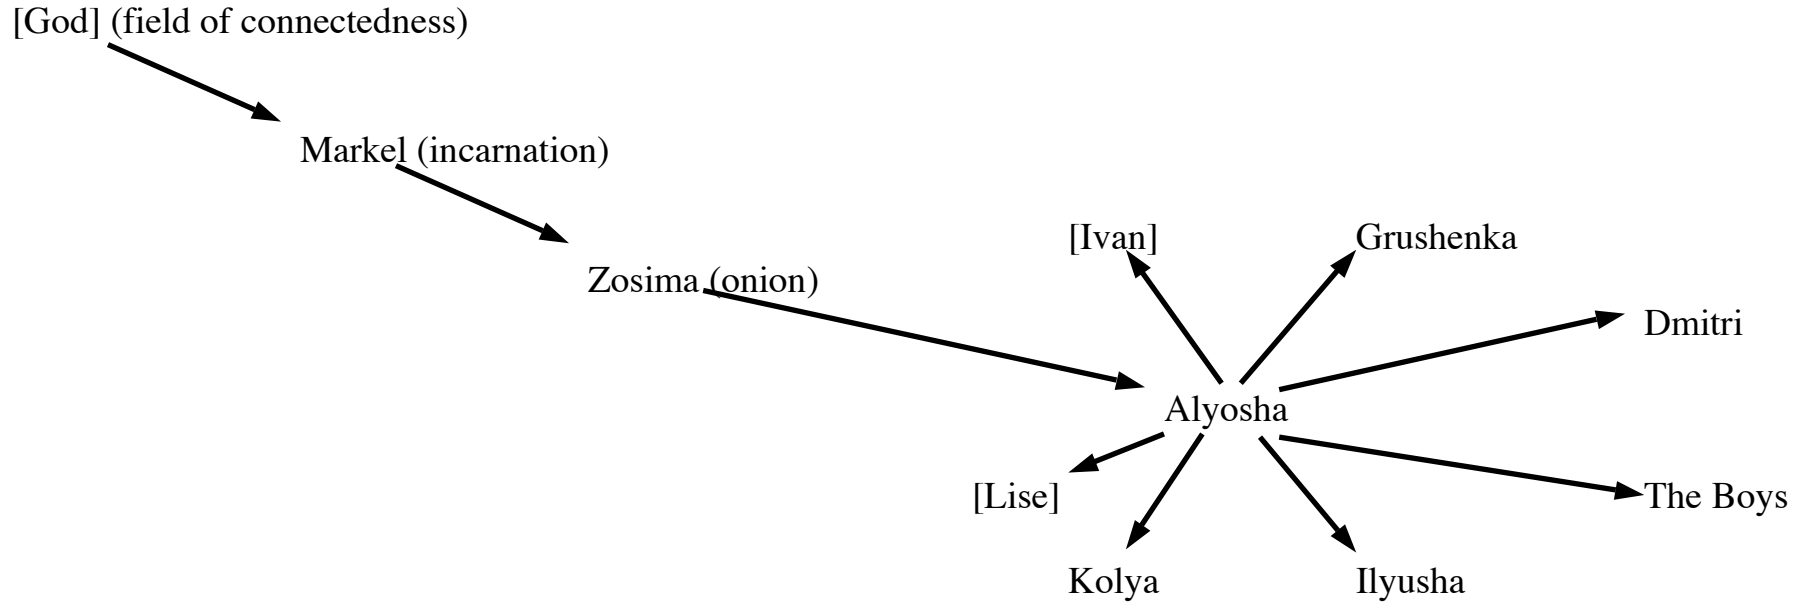 [God] (field of connectedness)
Markel (incarnation)
[Ivan]
Grushenka
Zosima (onion)
Dmitri
Alyosha
[Lise]
The Boys
Kolya
Ilyusha